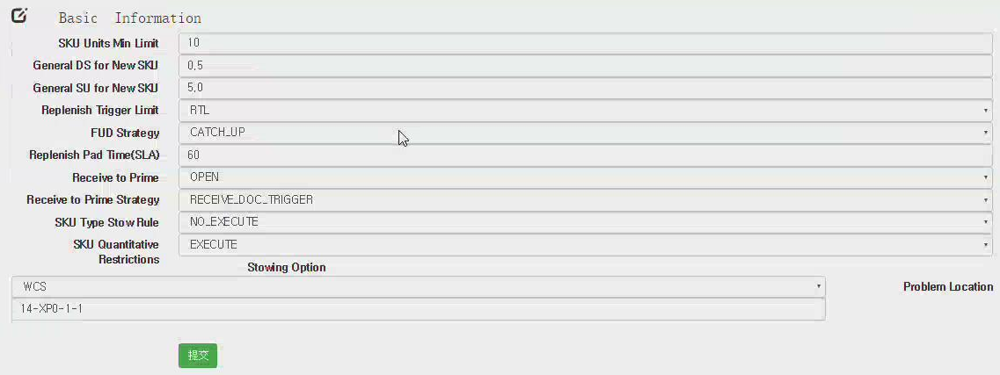 Basic Information
SKU Units Min Limit 10
General DS for New SKU 0.5
General SU for New SKU 5.0
Replenish Trigger Limit RTL
FUD Strategy CATCH_UP
Replenish Pad Time(SLA) 60
Receive to Prime OPEN
Receive to Prime Strategy RECEIVE_DOC_TRIGGER
SKU Type Stow Rule NO_EXECUTE
SKU Quantitative EXECUTE
Restrictions
Stowing Option
WCS
Problem Location
14-XP0-1-1
提交